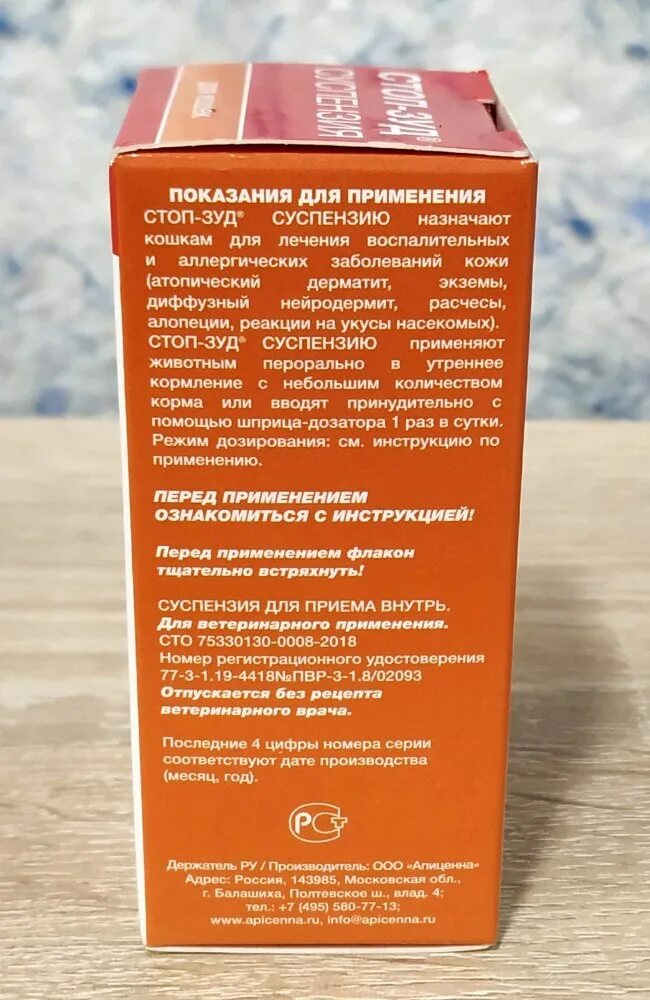 СТОП-ЗУД®
СУСПЕНЗИЯ
ПОКАЗАНИЯ ДЛЯ ПРИМЕНЕНИЯ
СТОП-ЗУД® СУСПЕНЗИЮ назначают
кошкам для лечения воспалительных
и аллергических заболеваний кожи
(атопический дерматит, экземы,
диффузный нейродермит, расчесы,
алопеции, реакции на укусы насекомых).
СТОП-ЗУД® СУСПЕНЗИЮ применяют
животным перорально в утреннее
кормление с небольшим количеством
корма или вводят принудительно с
помощью шприца-дозатора 1 раз в сутки.
Режим дозирования: см. инструкцию по
применению.
ПЕРЕД ПРИМЕНЕНИЕМ
ОЗНАКОМИТЬСЯ С ИНСТРУКЦИЕЙ!
Перед применением флакон
тщательно встряхнуть!
СУСПЕНЗИЯ ДЛЯ ПРИЕМА ВНУТРЬ.
Для ветеринарного применения.
СТО 75330130-0008-2018
Номер регистрационного удостоверения
77-3-1.19-4418№ПВР-3-1.8/02093
Отпускается без рецепта
ветеринарного врача.
Последние 4 цифры номера серии
соответствуют дате производства
(месяц, год).
РСТ
Держатель РУ / Производитель: ООО «Апиценна»
Адрес: Россия, 143985, Московская обл.,
г. Балашиха, Полтевское ш., влад. 4;
тел.: +7 (495) 580-77-13;
www.apicenna.ru, info@apicenna.ru